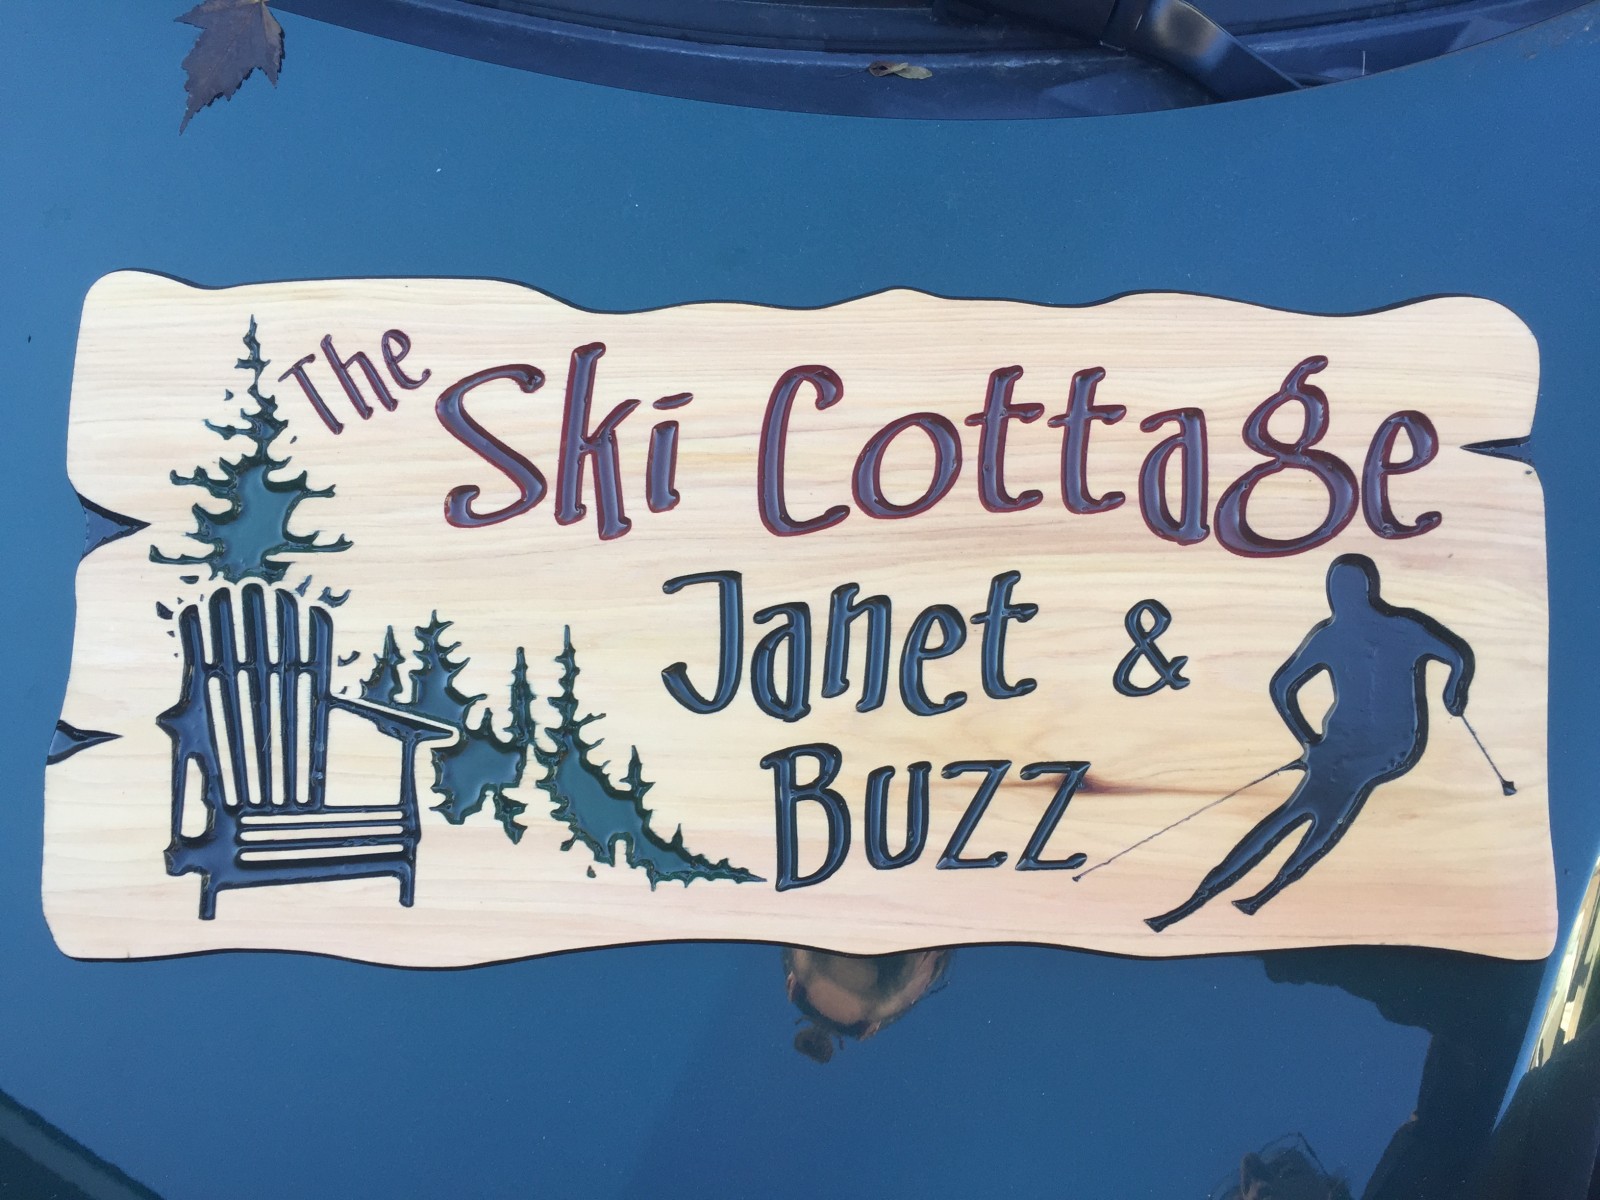 The Ski Cottage
Janet &
Buzz